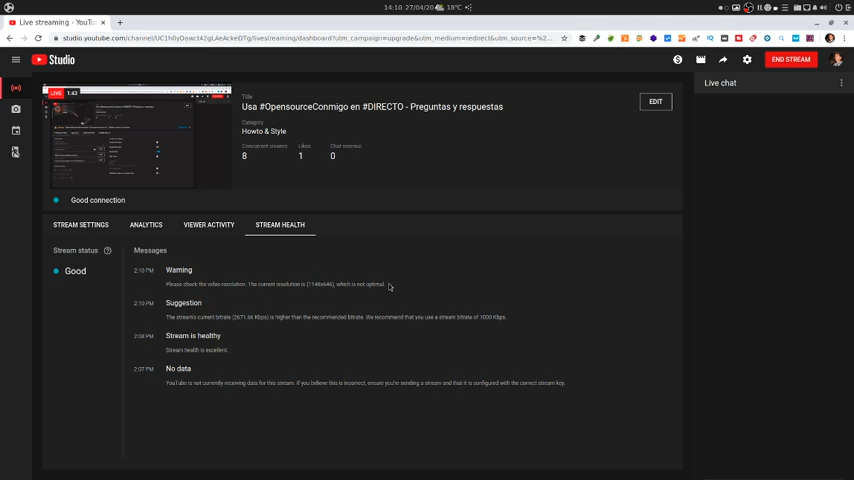 14:10 27/04/20
18°C
Live streaming - YouTu
studio.youtube.com/channel/UC1h0yDawct42gLAeAckeDTg/livestreaming/dashboard?utm_campaign=upgrade&utm_medium=redirect&utm_source=%2...
Studio
END STREAM
LIVE 1:43
Title
Usa #OpensourceConmigo en #DIRECTO - Preguntas y respuestas
EDIT
Category
Howto & Style
Concurrent viewers Likes Chat revenue
8 1 0
Good connection
Live chat
STREAM SETTINGS ANALYTICS VIEWER ACTIVITY STREAM HEALTH
Stream status
Good
Messages
2:10 PM Warning
Please check the video resolution. The current resolution is (1148x646), which is not optimal.
2:10 PM Suggestion
The stream's current bitrate (2671.66 Kbps) is higher than the recommended bitrate. We recommend that you use a stream bitrate of 1000 Kbps.
2:08 PM Stream is healthy
Stream health is excellent.
2:07 PM No data
YouTube is not currently receiving data for this stream. If you believe this is incorrect, ensure you're sending a stream and that it is configured with the correct stream key.